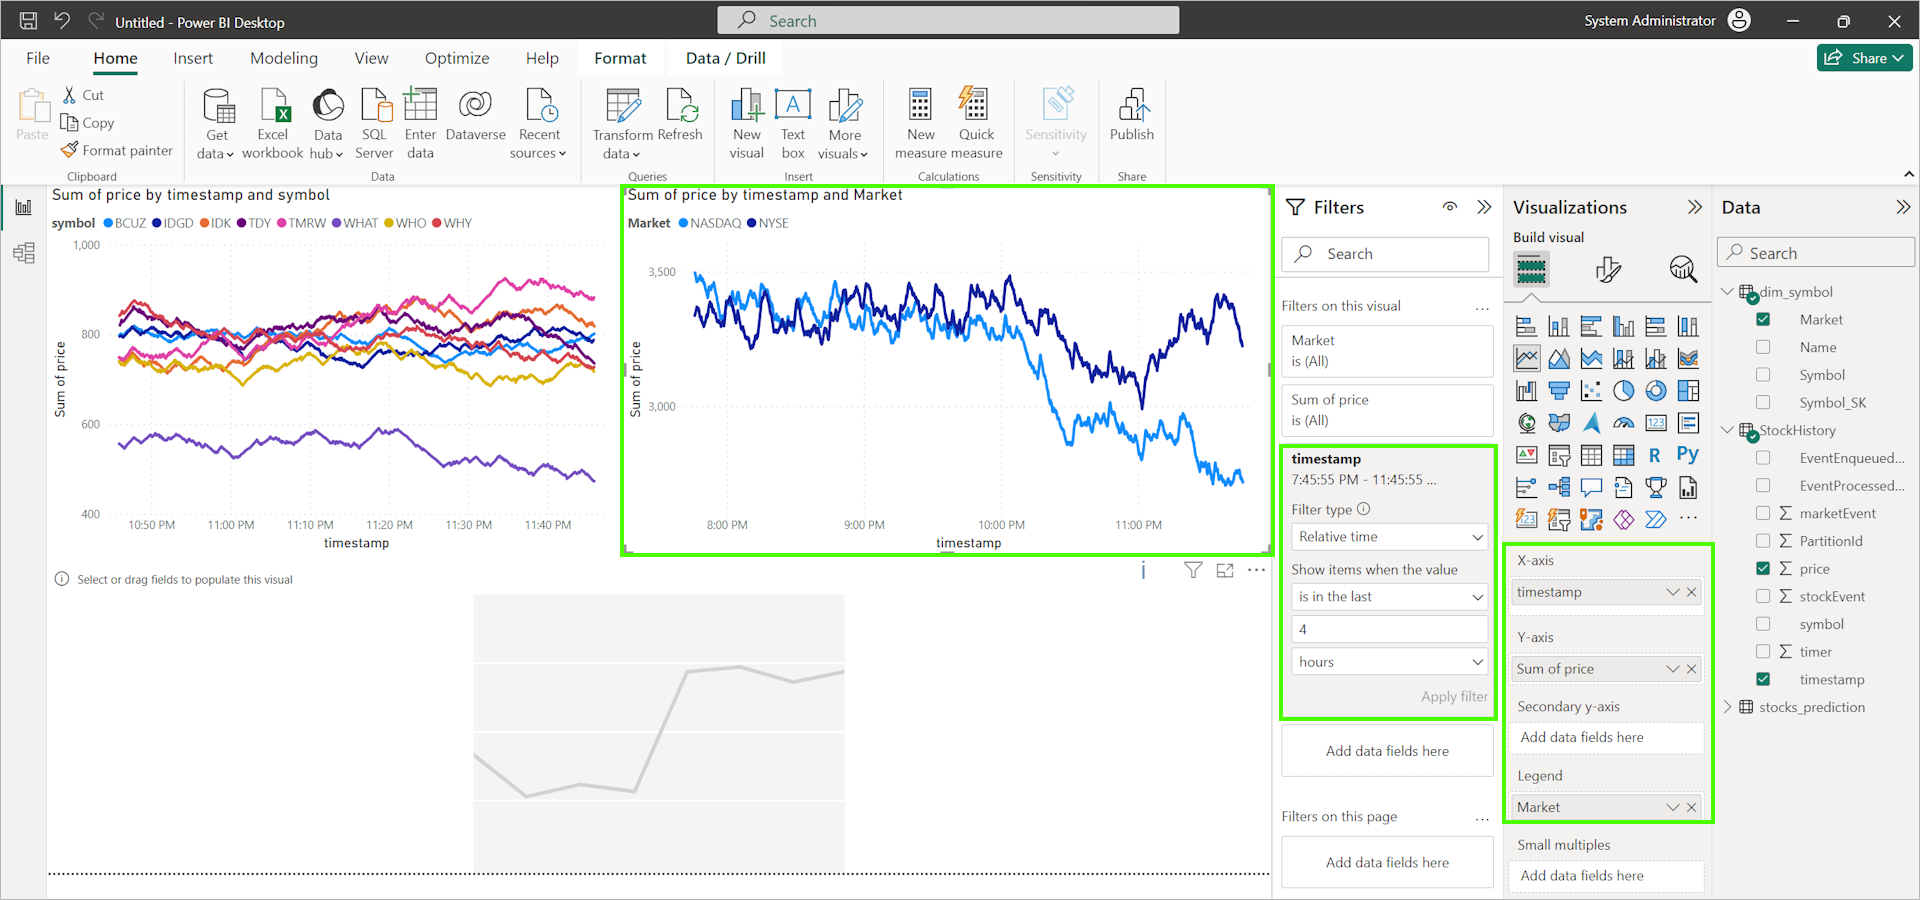 Untitled - Power BI Desktop
Search
System Administrator
File
Home
Insert
Modeling
View
Optimize
Help
Format
Data / Drill
Share
Paste
Cut
Copy
Format painter
Clipboard
Get data
Excel workbook
Data hub
SQL Server
Enter data
Dataverse
Recent sources
Data
Transform data
Refresh
Queries
New visual
Text box
More visuals
Insert
New measure
Quick measure
Calculations
Sensitivity
Sensitivity
Publish
Share
Sum of price by timestamp and symbol
symbol BCUZ IDGD IDK TDY TMRW WHAT WHO WHY
1,000
800
600
400
Sum of price
10:50 PM 11:00 PM 11:10 PM 11:20 PM 11:30 PM 11:40 PM
timestamp
Sum of price by timestamp and Market
Market NASDAQ NYSE
3,500
3,000
Sum of price
8:00 PM 9:00 PM 10:00 PM 11:00 PM
timestamp
Select or drag fields to populate this visual
Filters
Search
Filters on this visual
...
Market
is (All)
Sum of price
is (All)
timestamp
7:45:55 PM - 11:45:55 ...
Filter type
Relative time
Show items when the value
is in the last
4
hours
Apply filter
Add data fields here
Filters on this page
...
Add data fields here
Visualizations
Build visual
123
R
Py
123
...
X-axis
timestamp
Y-axis
Sum of price
Secondary y-axis
Add data fields here
Legend
Market
Small multiples
Add data fields here
Data
Search
dim_symbol
Market
Name
Symbol
Symbol_SK
StockHistory
EventEnqueued...
EventProcessed...
∑ marketEvent
∑ PartitionId
∑ price
∑ stockEvent
symbol
∑ timer
timestamp
stocks_prediction